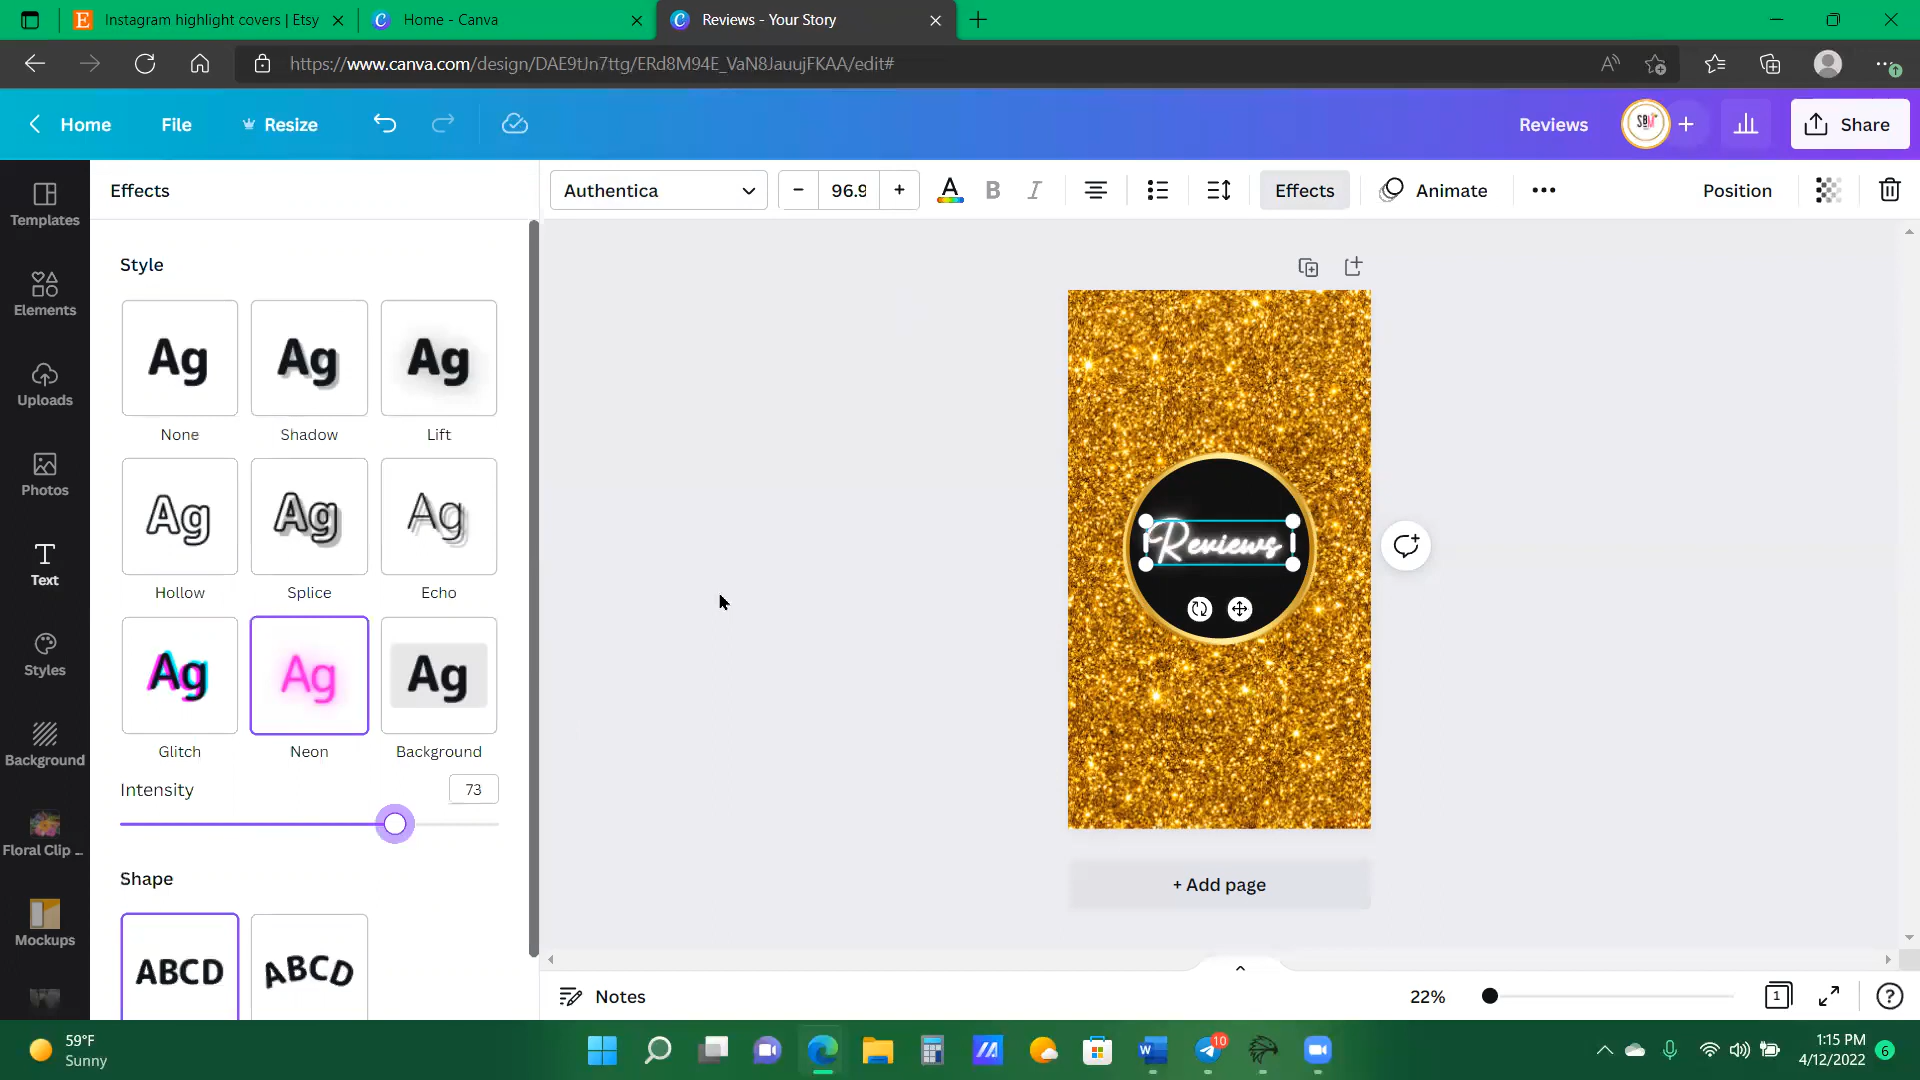 Instagram highlight covers | Etsy
Home - Canva
Reviews - Your Story
https://www.canva.com/design/DAE9tJn7ttg/ERd8M94E_VaN8JauujFKAA/edit#
Home
File
Resize
Reviews
SBM
Share
Effects
Authentica
96.9
A
B
I
Effects
Animate
Position
Templates
Elements
Uploads
Photos
Text
Styles
Background
Floral Clip ...
Mockups
Style
Ag
Ag
Ag
None
Shadow
Lift
Ag
Ag
Ag
Hollow
Splice
Echo
Ag
Ag
Ag
Glitch
Neon
Background
Intensity
73
Shape
ABCD
ABCD
Reviews
+ Add page
Notes
22%
1
59°F
Sunny
10
1:15 PM
4/12/2022
6